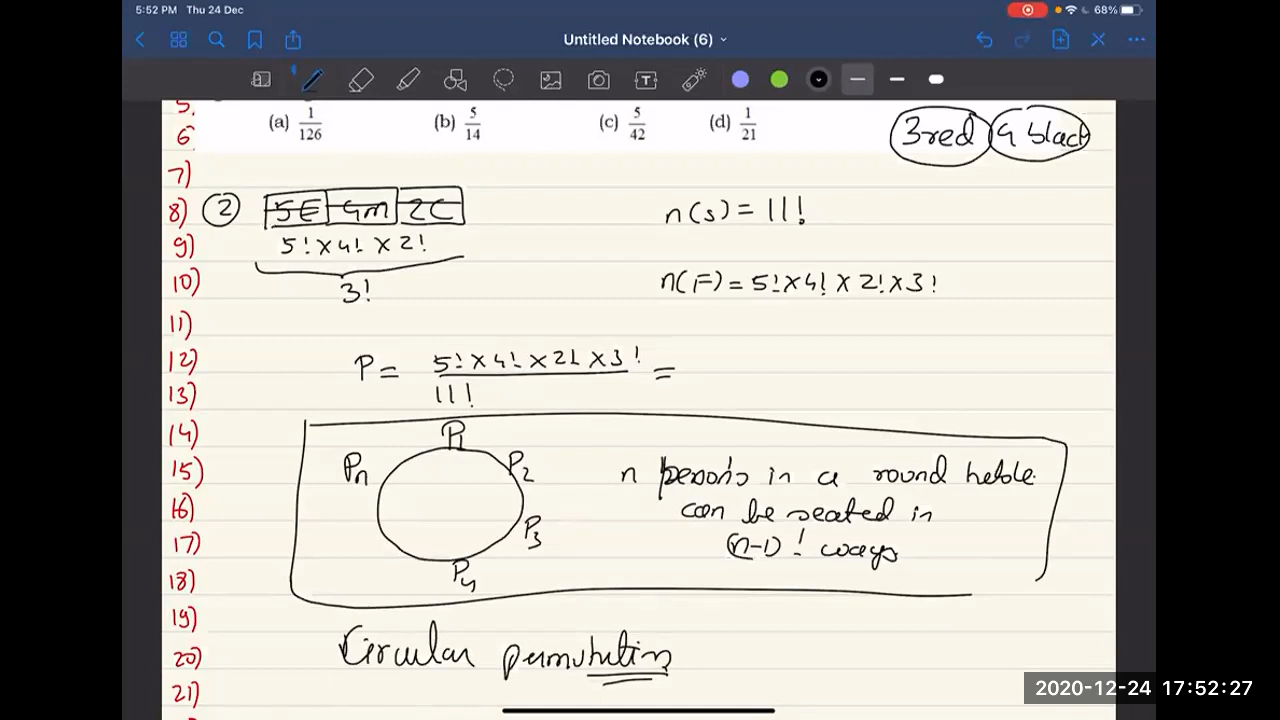 5:52 PM Thu 24 Dec
68%
Untitled Notebook (6)
5.
6
(a) 1/126 (b) 5/14 (c) 5/42 (d) 1/21
3red 4 black
7)
8) ② 5E 4m 2C n(s) = 11!
9) 5! × 4! × 2!
10) 3! n(F) = 5! × 4! × 2! × 3!
11)
12) P = 5! × 4! × 2! × 3! / 11! =
13)
14) P1
15) Pn P2 n persons in a round table
16) can be seated in
17) P3 (n-1)! ways
18) P4
19)
20) Circular permutation
21)
2020-12-24 17:52:27